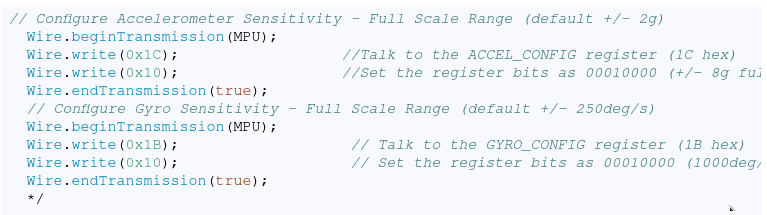 // Configure Accelerometer Sensitivity - Full Scale Range (default +/- 2g)
Wire.beginTransmission(MPU);
Wire.write(0x1C); //Talk to the ACCEL_CONFIG register (1C hex)
Wire.write(0x10); //Set the register bits as 00010000 (+/- 8g ful
Wire.endTransmission(true);
// Configure Gyro Sensitivity - Full Scale Range (default +/- 250deg/s)
Wire.beginTransmission(MPU);
Wire.write(0x1B); // Talk to the GYRO_CONFIG register (1B hex)
Wire.write(0x10); // Set the register bits as 00010000 (1000deg/
Wire.endTransmission(true);
*/